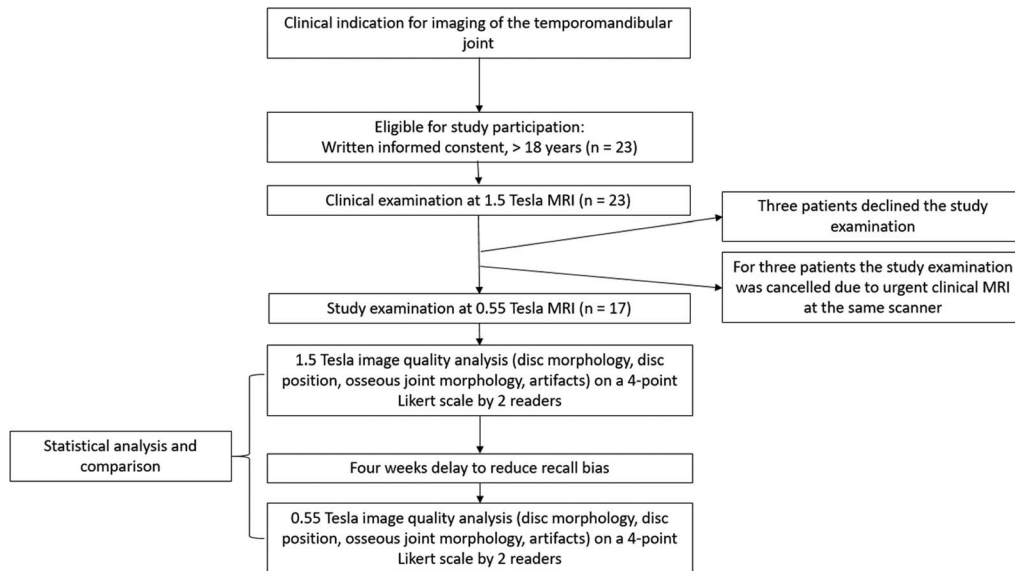 Clinical indication for imaging of the temporomandibular
joint
Eligible for study participation:
Written informed constent, > 18 years (n = 23)
Clinical examination at 1.5 Tesla MRI (n = 23)
Three patients declined the study
examination
For three patients the study examination
was cancelled due to urgent clinical MRI
at the same scanner
Study examination at 0.55 Tesla MRI (n = 17)
1.5 Tesla image quality analysis (disc morphology, disc
position, osseous joint morphology, artifacts) on a 4-point
Likert scale by 2 readers
Statistical analysis and
comparison
Four weeks delay to reduce recall bias
0.55 Tesla image quality analysis (disc morphology, disc
position, osseous joint morphology, artifacts) on a 4-point
Likert scale by 2 readers